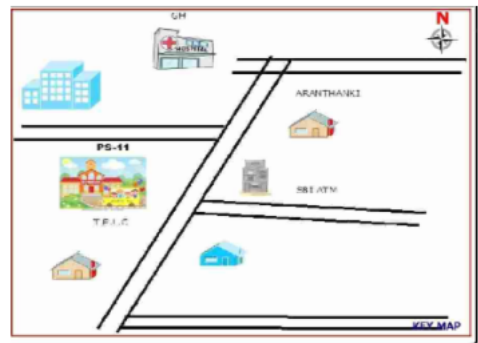 GH
N
HOSPITAL
ARANTHANKI
PS-11
SBI ATM
T.E.L.C
KEY MAP